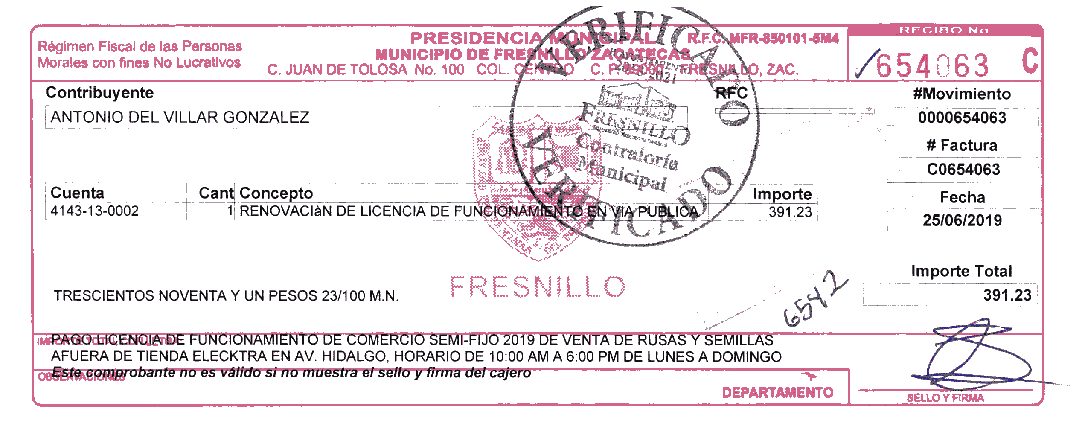 Régimen Fiscal de las Personas
Morales con fines No Lucrativos
PRESIDENCIA MUNICIPAL R.F.C. MFR-850101-5M4
MUNICIPIO DE FRESNILLO ZACATECAS
C. JUAN DE TOLOSA No. 100 COL. CENTRO C.P. FRESNILLO, ZAC.
RECIBO No
654063 C
Contribuyente
RFC
#Movimiento
ANTONIO DEL VILLAR GONZALEZ
0000654063
# Factura
C0654063
Cuenta Cant Concepto Importe
Fecha
4143-13-0002 1 RENOVACIàN DE LICENCIA DE FUNCIONAMIENTO EN VIA PUBLICA 391.23
25/06/2019
VERIFICADO
2021
FRESNILLO
Contraloría
Municipal
VERIFICADO
FRESNILLO
Importe Total
391.23
TRESCIENTOS NOVENTA Y UN PESOS 23/100 M.N.
6542
PAGO LICENCIA DE FUNCIONAMIENTO DE COMERCIO SEMI-FIJO 2019 DE VENTA DE RUSAS Y SEMILLAS
AFUERA DE TIENDA ELECKTRA EN AV. HIDALGO, HORARIO DE 10:00 AM A 6:00 PM DE LUNES A DOMINGO
Este comprobante no es válido si no muestra el sello y firma del cajero
OBSERVACIONES
DEPARTAMENTO
SELLO Y FIRMA